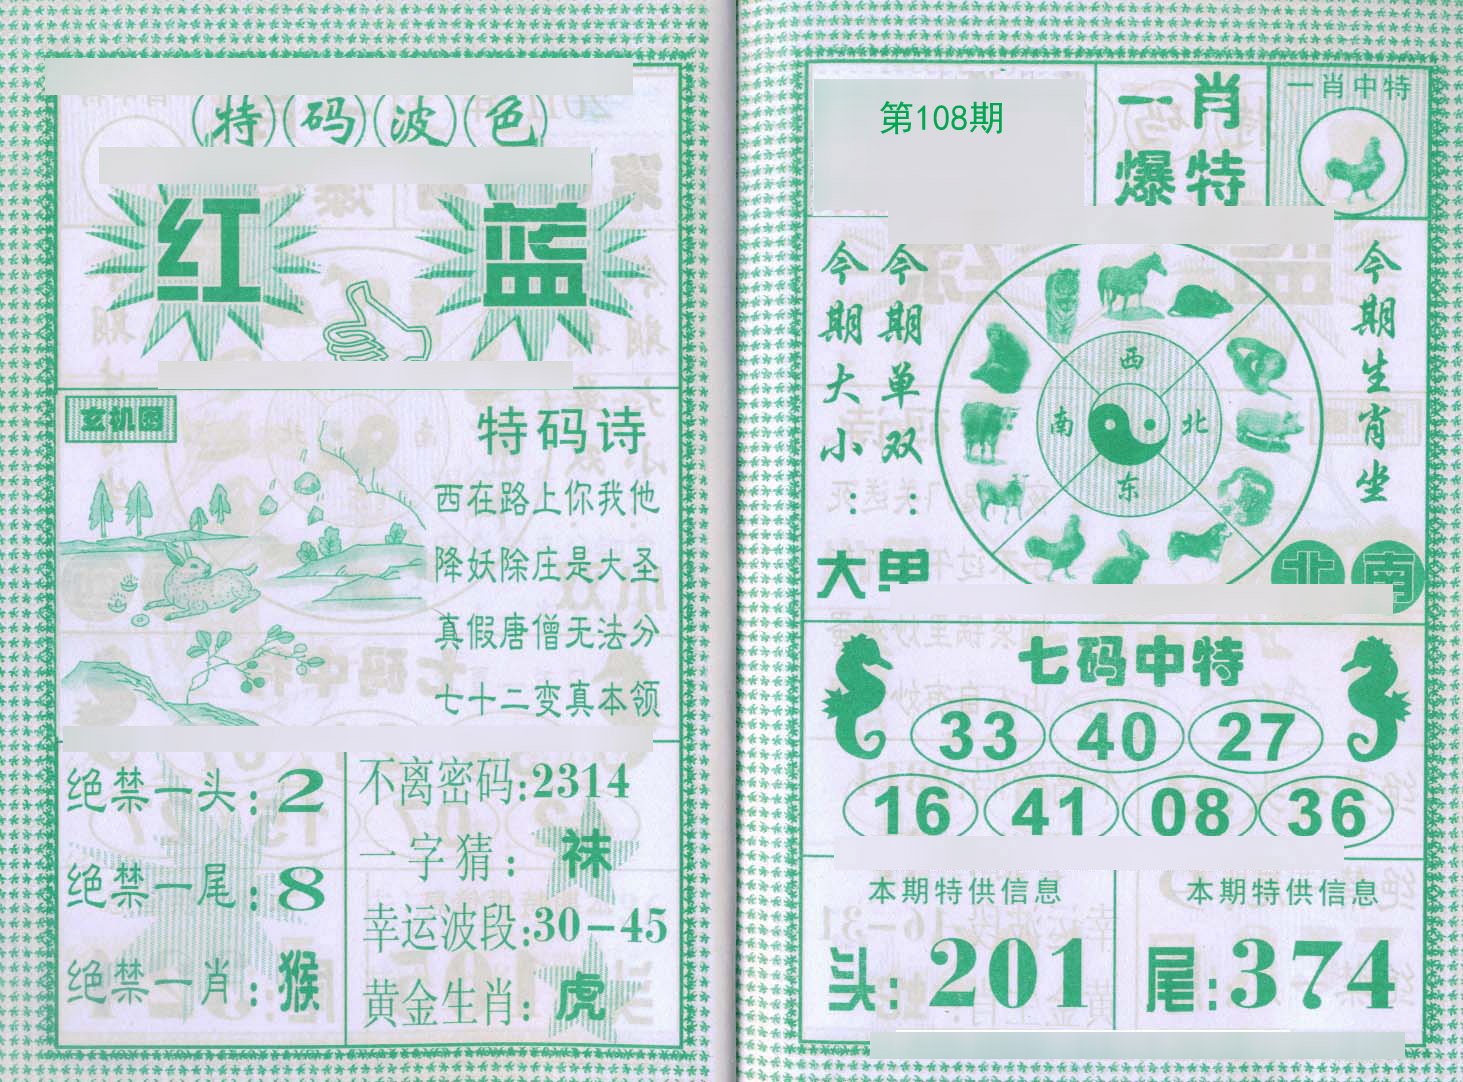 特码波色
红 蓝
玄机图
特码诗
西在路上你我他
降妖除庄是大圣
真假唐僧无法分
七十二变真本领
绝禁一头:2
绝禁一尾:8
绝禁一肖:猴
不离密码:2314
一字猜:袜
幸运波段:30-45
黄金生肖:虎
第108期
一肖
爆特
一肖中特
今期大小:大
今期单双:单
西
南 北
东
今期生肖坐
北 南
七码中特
33 40 27
16 41 08 36
本期特供信息
头:201
本期特供信息
尾:374